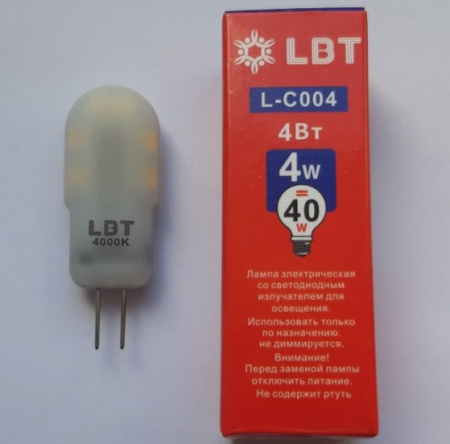 LBT
4000K
LBT
L-C004
4Вт
4W
=
40
W
Лампа электрическая
со светодиодным
излучателем для
освещения.
Использовать только
по назначению.
не диммируется.
Внимание!
Перед заменой лампы
отключить питание.
Не содержит ртуть